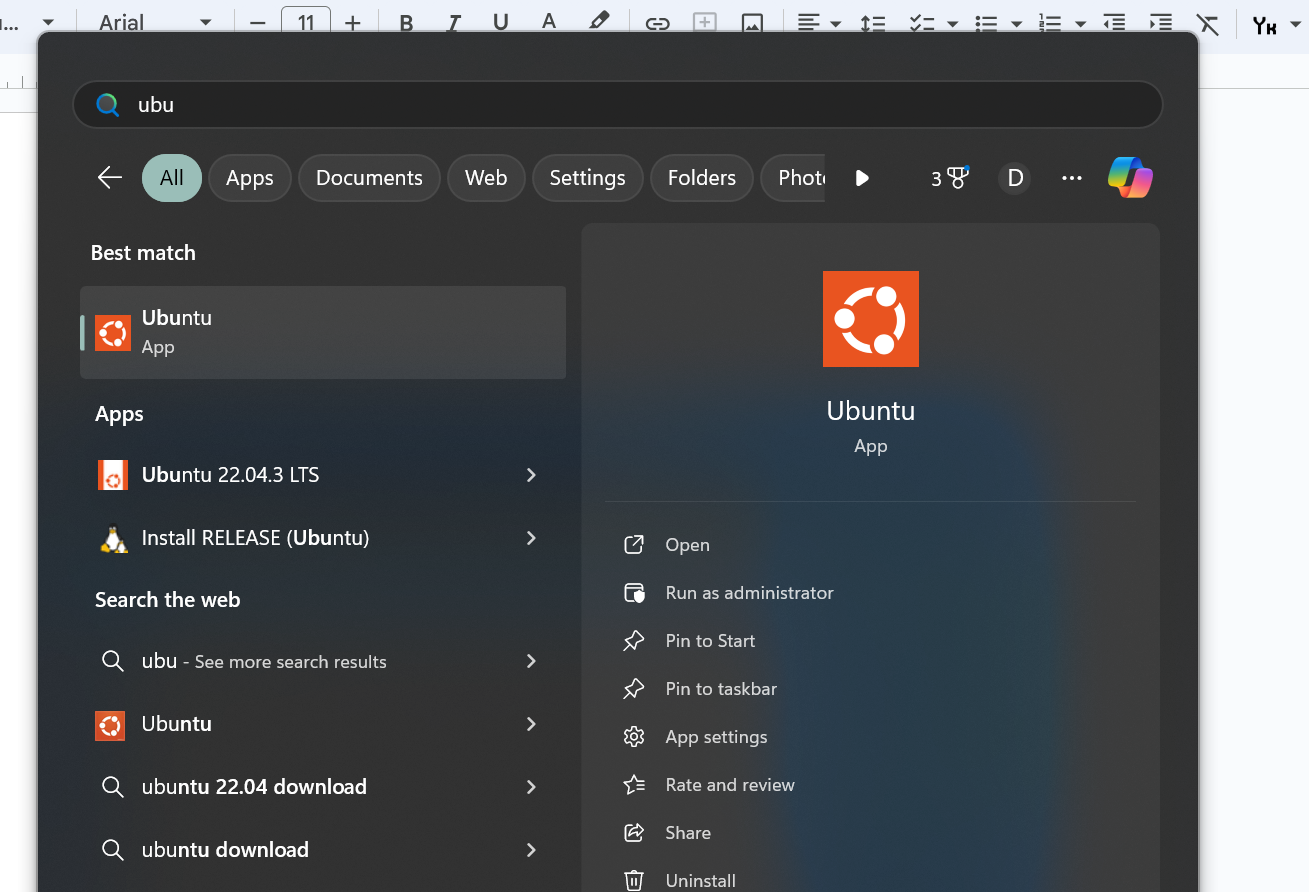 ...
Arial
11
B I U A
Yĸ
ubu
All
Apps
Documents
Web
Settings
Folders
3
D
Best match
Ubuntu
App
Apps
Ubuntu 22.04.3 LTS
Install RELEASE (Ubuntu)
Search the web
ubu - See more search results
Ubuntu
ubuntu 22.04 download
ubuntu download
Ubuntu
App
Open
Run as administrator
Pin to Start
Pin to taskbar
App settings
Rate and review
Share
Uninstall